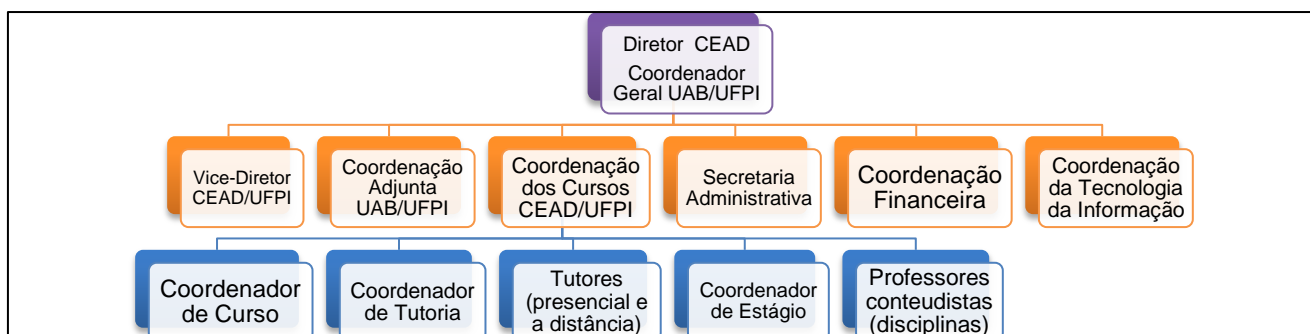 Diretor CEAD
Coordenador
Geral UAB/UFPI
Vice-Diretor
CEAD/UFPI
Coordenação
Adjunta
UAB/UFPI
Coordenação
dos Cursos
CEAD/UFPI
Secretaria
Administrativa
Coordenação
Financeira
Coordenação
da Tecnologia
da Informação
Coordenador
de Curso
Coordenador
de Tutoria
Tutores
(presencial e
a distância)
Coordenador
de Estágio
Professores
conteudistas
(disciplinas)